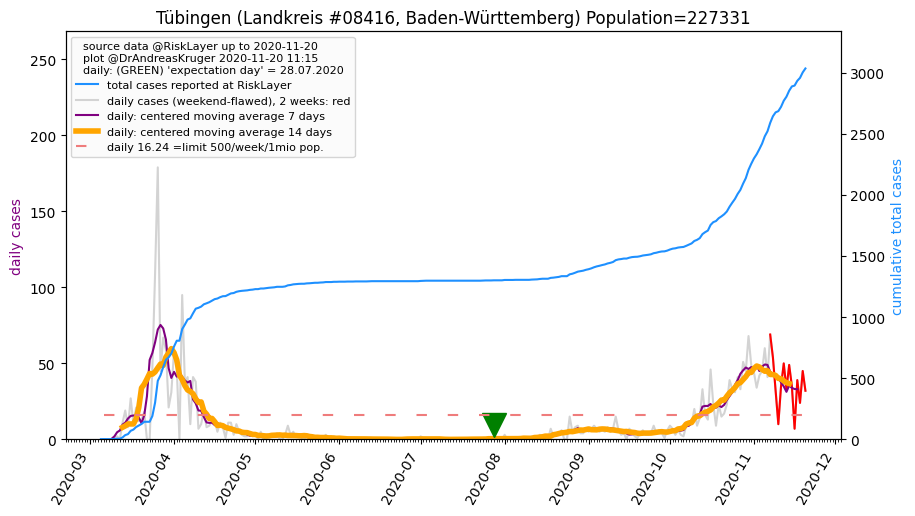 Tübingen (Landkreis #08416, Baden-Württemberg) Population=227331
source data @RiskLayer up to 2020-11-20
plot @DrAndreasKruger 2020-11-20 11:15
daily: (GREEN) 'expectation day' = 28.07.2020
total cases reported at RiskLayer
daily cases (weekend-flawed), 2 weeks: red
daily: centered moving average 7 days
daily: centered moving average 14 days
daily 16.24 =limit 500/week/1mio pop.
daily cases
250
200
150
100
50
0
cumulative total cases
3000
2500
2000
1500
1000
500
0
2020-03
2020-04
2020-05
2020-06
2020-07
2020-08
2020-09
2020-10
2020-11
2020-12